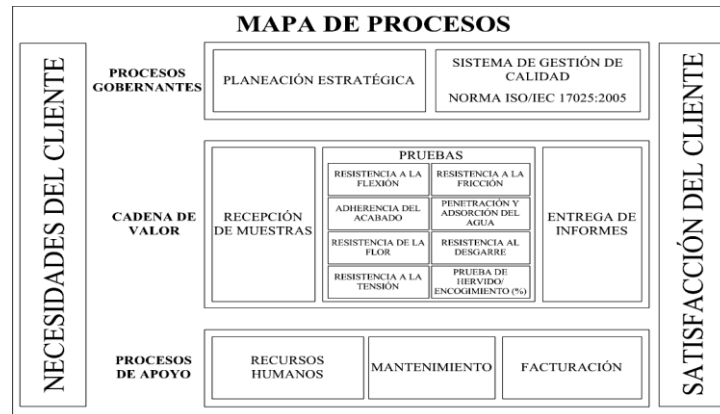 MAPA DE PROCESOS
NECESIDADES DEL CLIENTE
PROCESOS
GOBERNANTES
PLANEACIÓN ESTRATÉGICA
SISTEMA DE GESTIÓN DE
CALIDAD
NORMA ISO/IEC 17025:2005
CADENA DE
VALOR
RECEPCIÓN
DE MUESTRAS
PRUEBAS
RESISTENCIA A LA
FLEXIÓN
RESISTENCIA A LA
FRICCIÓN
ADHERENCIA DEL
ACABADO
PENETRACIÓN Y
ADSORCIÓN DEL
AGUA
RESISTENCIA DE LA
FLOR
RESISTENCIA AL
DESGARRE
RESISTENCIA A LA
TENSIÓN
PRUEBA DE
HERVIDO/
ENCOGIMIENTO (%)
ENTREGA DE
INFORMES
PROCESOS
DE APOYO
RECURSOS
HUMANOS
MANTENIMIENTO
FACTURACIÓN
SATISFACCIÓN DEL CLIENTE